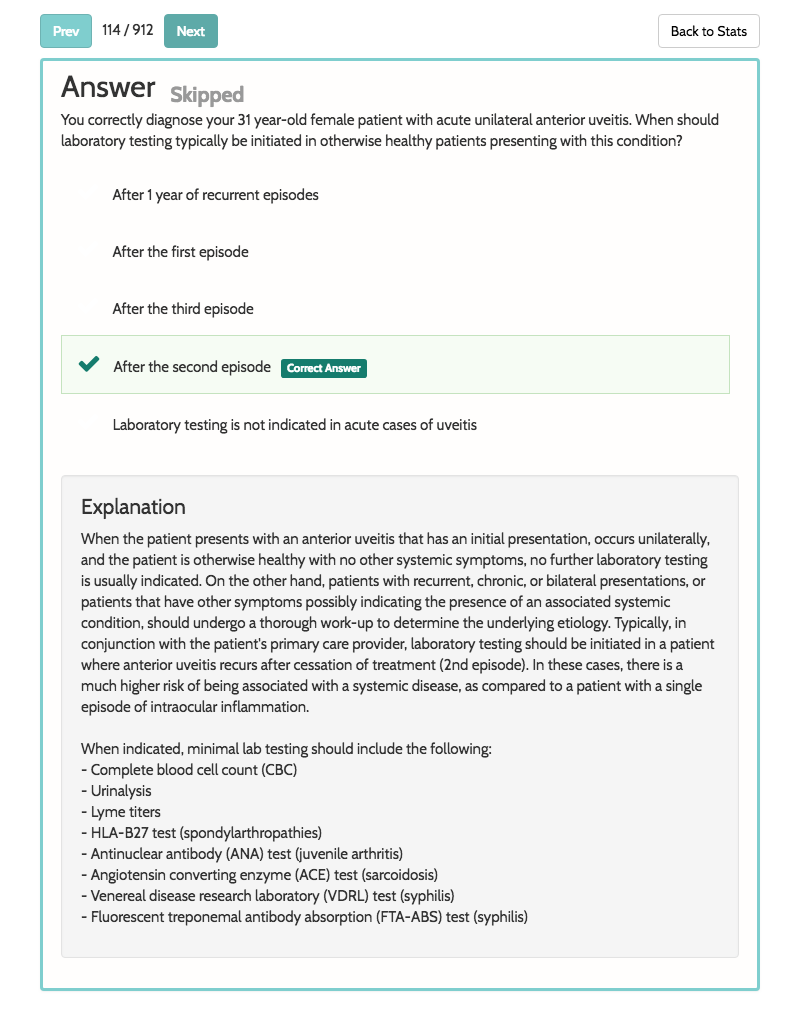 Prev 114 / 912 Next Back to Stats
Answer Skipped
You correctly diagnose your 31 year-old female patient with acute unilateral anterior uveitis. When should
laboratory testing typically be initiated in otherwise healthy patients presenting with this condition?
After 1 year of recurrent episodes
After the first episode
After the third episode
After the second episode Correct Answer
Laboratory testing is not indicated in acute cases of uveitis
Explanation
When the patient presents with an anterior uveitis that has an initial presentation, occurs unilaterally,
and the patient is otherwise healthy with no other systemic symptoms, no further laboratory testing
is usually indicated. On the other hand, patients with recurrent, chronic, or bilateral presentations, or
patients that have other symptoms possibly indicating the presence of an associated systemic
condition, should undergo a thorough work-up to determine the underlying etiology. Typically, in
conjunction with the patient's primary care provider, laboratory testing should be initiated in a patient
where anterior uveitis recurs after cessation of treatment (2nd episode). In these cases, there is a
much higher risk of being associated with a systemic disease, as compared to a patient with a single
episode of intraocular inflammation.
When indicated, minimal lab testing should include the following:
- Complete blood cell count (CBC)
- Urinalysis
- Lyme titers
- HLA-B27 test (spondylarthropathies)
- Antinuclear antibody (ANA) test (juvenile arthritis)
- Angiotensin converting enzyme (ACE) test (sarcoidosis)
- Venereal disease research laboratory (VDRL) test (syphilis)
- Fluorescent treponemal antibody absorption (FTA-ABS) test (syphilis)